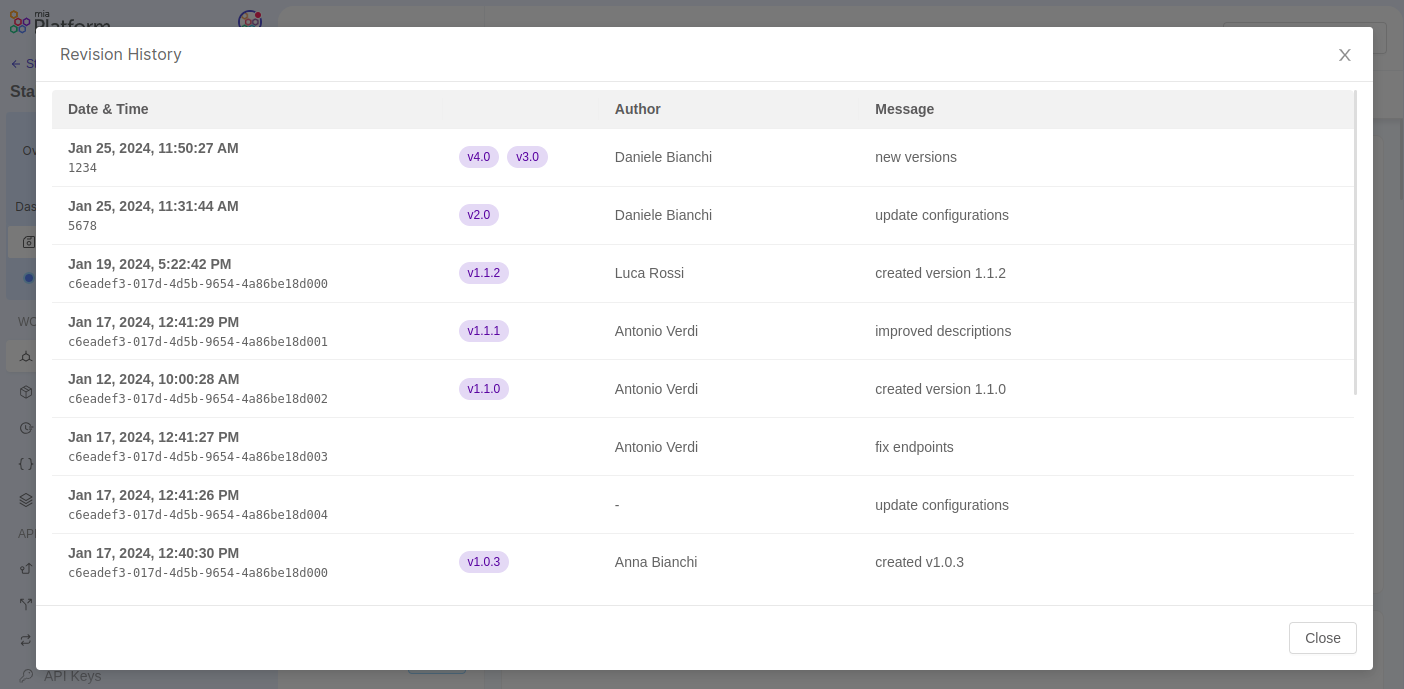 mia
Platform
Revision History
X
Date & Time Author Message
Jan 25, 2024, 11:50:27 AM
1234
v4.0 v3.0 Daniele Bianchi new versions
Jan 25, 2024, 11:31:44 AM
5678
v2.0 Daniele Bianchi update configurations
Jan 19, 2024, 5:22:42 PM
c6eadef3-017d-4d5b-9654-4a86be18d000
v1.1.2 Luca Rossi created version 1.1.2
Jan 17, 2024, 12:41:29 PM
c6eadef3-017d-4d5b-9654-4a86be18d001
v1.1.1 Antonio Verdi improved descriptions
Jan 12, 2024, 10:00:28 AM
c6eadef3-017d-4d5b-9654-4a86be18d002
v1.1.0 Antonio Verdi created version 1.1.0
Jan 17, 2024, 12:41:27 PM
c6eadef3-017d-4d5b-9654-4a86be18d003
Antonio Verdi fix endpoints
Jan 17, 2024, 12:41:26 PM
c6eadef3-017d-4d5b-9654-4a86be18d004
- update configurations
Jan 17, 2024, 12:40:30 PM
c6eadef3-017d-4d5b-9654-4a86be18d000
v1.0.3 Anna Bianchi created v1.0.3
Close
API Keys